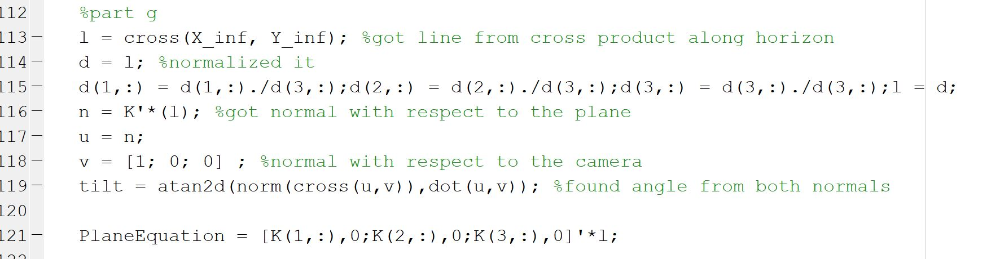 112 %part g
113 l = cross(X_inf, Y_inf); %got line from cross product along horizon
114 d = l; %normalized it
115 d(1,:) = d(1,:)./d(3,:);d(2,:) = d(2,:)./d(3,:);d(3,:) = d(3,:)./d(3,:);l = d;
116 n = K'*(l); %got normal with respect to the plane
117 u = n;
118 v = [1; 0; 0] ; %normal with respect to the camera
119 tilt = atan2d(norm(cross(u,v)),dot(u,v)); %found angle from both normals
120
121 PlaneEquation = [K(1,:),0;K(2,:),0;K(3,:),0]'*l;